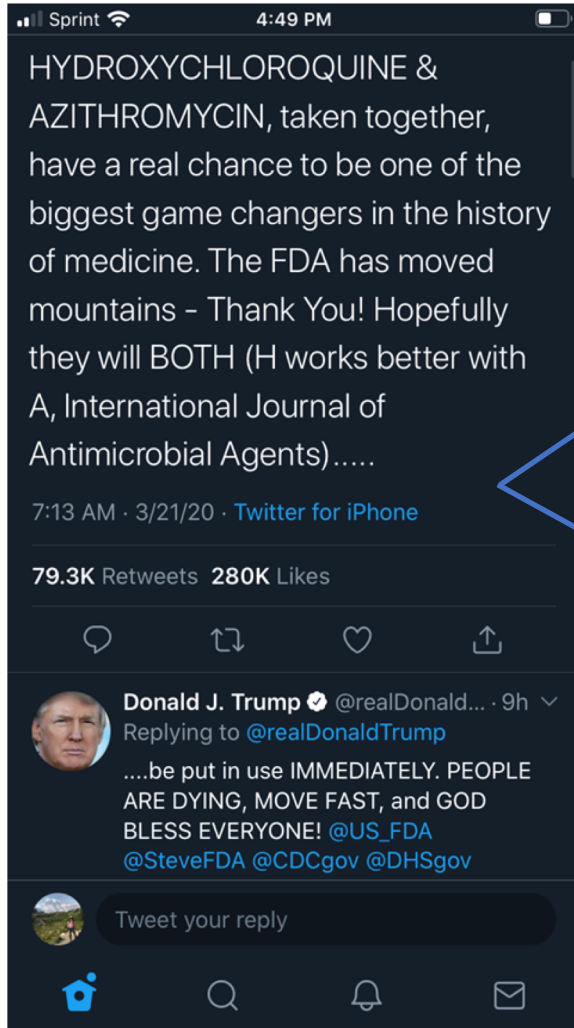 Sprint 4:49 PM
HYDROXYCHLOROQUINE &
AZITHROMYCIN, taken together,
have a real chance to be one of the
biggest game changers in the history
of medicine. The FDA has moved
mountains - Thank You! Hopefully
they will BOTH (H works better with
A, International Journal of
Antimicrobial Agents).....
7:13 AM · 3/21/20 · Twitter for iPhone
79.3K Retweets 280K Likes
Donald J. Trump @realDonald... · 9h
Replying to @realDonaldTrump
....be put in use IMMEDIATELY. PEOPLE
ARE DYING, MOVE FAST, and GOD
BLESS EVERYONE! @US_FDA
@SteveFDA @CDCgov @DHSgov
Tweet your reply